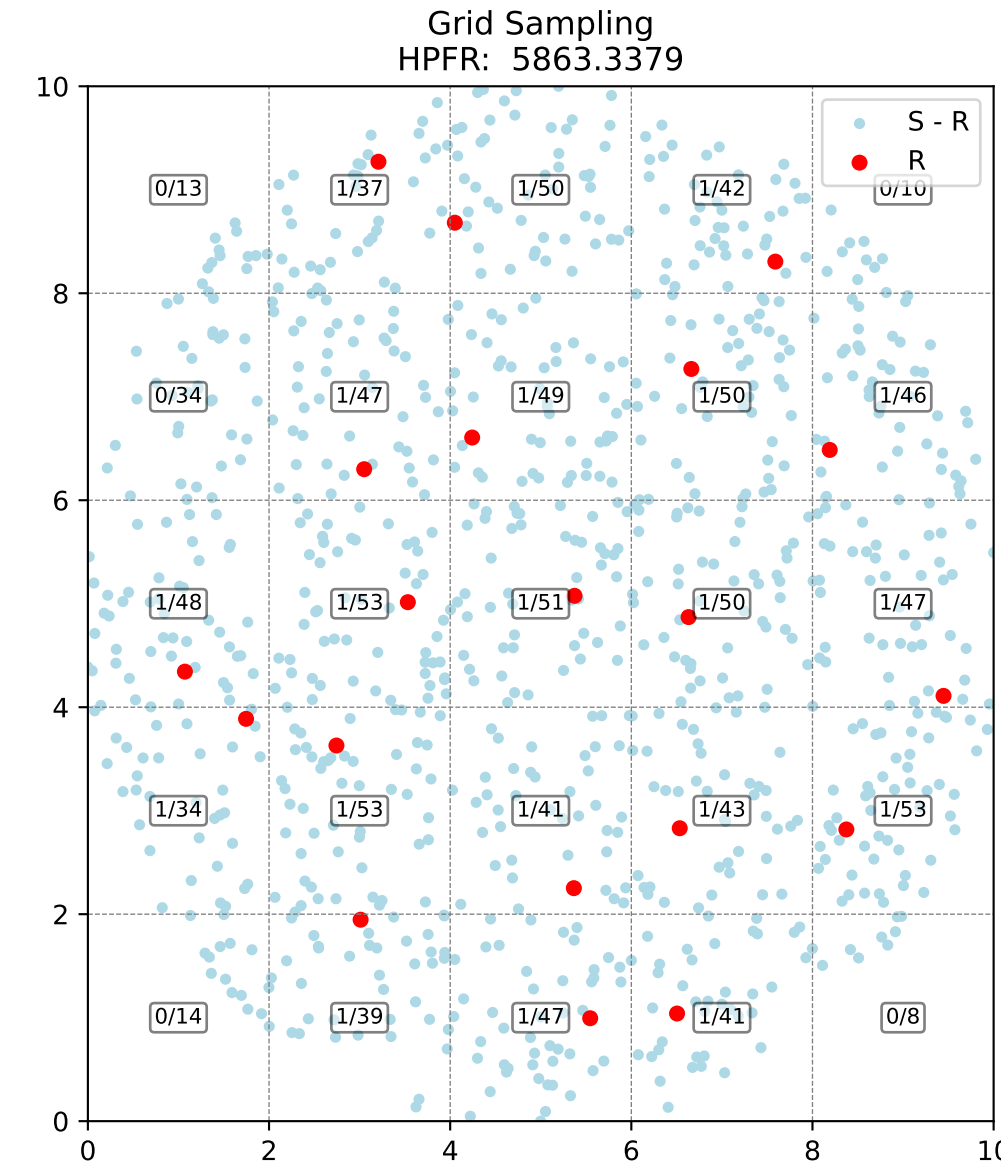 Grid Sampling
HPFR:  5863.3379
10
S - R
R
0/13 1/37 1/50 1/42 0/10
8
0/34 1/47 1/49 1/50 1/46
6
1/48 1/53 1/51 1/50 1/47
4
1/34 1/53 1/41 1/43 1/53
2
0/14 1/39 1/47 1/41 0/8
0
0 2 4 6 8 10